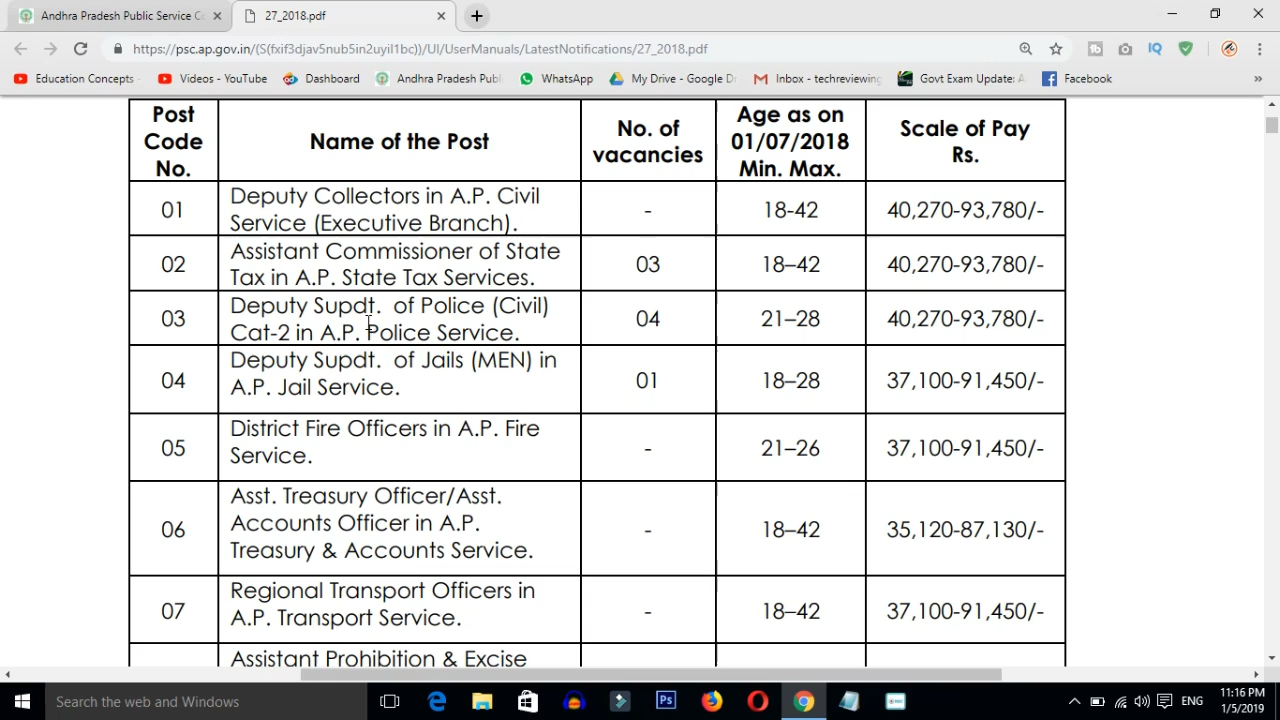 Andhra Pradesh Public Service C
27_2018.pdf
https://psc.ap.gov.in/(S(fxif3djav5nub5in2uyil1bc))/UI/UserManuals/LatestNotifications/27_2018.pdf
Education Concepts
Videos - YouTube
Dashboard
Andhra Pradesh Publ
WhatsApp
My Drive - Google Dr
Inbox - techreviewing
Govt Exam Update: A
Facebook
Post Code No.
Name of the Post
No. of vacancies
Age as on 01/07/2018 Min. Max.
Scale of Pay Rs.
01
Deputy Collectors in A.P. Civil
Service (Executive Branch).
-
18-42
40,270-93,780/-
02
Assistant Commissioner of State
Tax in A.P. State Tax Services.
03
18–42
40,270-93,780/-
03
Deputy Supdt. of Police (Civil)
Cat-2 in A.P. Police Service.
04
21–28
40,270-93,780/-
04
Deputy Supdt. of Jails (MEN) in
A.P. Jail Service.
01
18–28
37,100-91,450/-
05
District Fire Officers in A.P. Fire
Service.
-
21–26
37,100-91,450/-
06
Asst. Treasury Officer/Asst.
Accounts Officer in A.P.
Treasury & Accounts Service.
-
18–42
35,120-87,130/-
07
Regional Transport Officers in
A.P. Transport Service.
-
18–42
37,100-91,450/-
Assistant Prohibition & Excise
Search the web and Windows
Ps
ENG
11:16 PM
1/5/2019